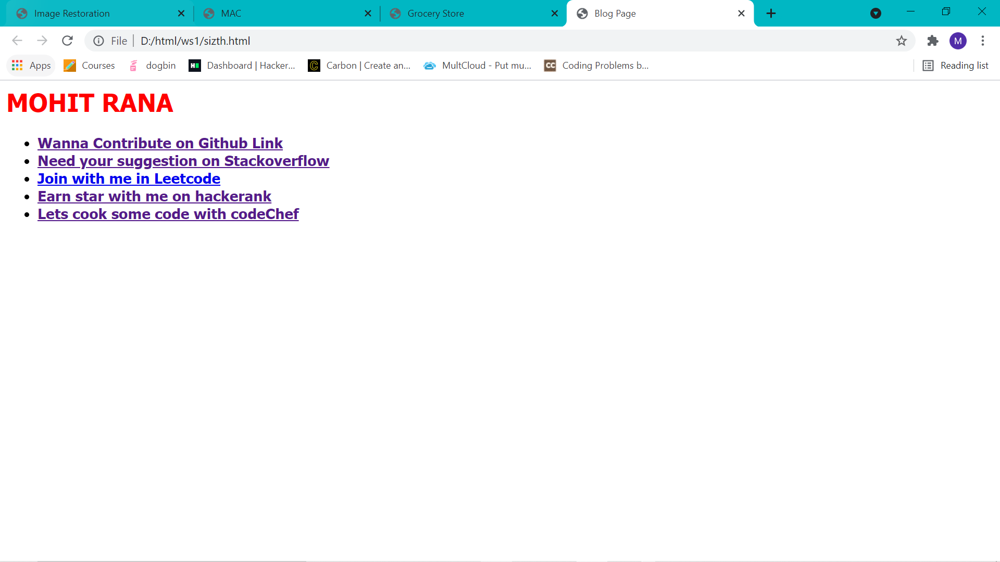 Image Restoration MAC Grocery Store Blog Page
File D:/html/ws1/sizth.html M
Apps Courses dogbin Dashboard | Hacker... Carbon | Create an... MultCloud - Put mu... CC Coding Problems b... Reading list
MOHIT RANA
Wanna Contribute on Github Link
Need your suggestion on Stackoverflow
Join with me in Leetcode
Earn star with me on hackerank
Lets cook some code with codeChef